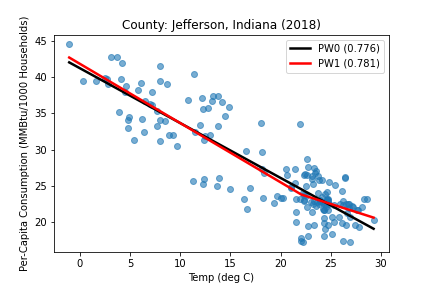 County: Jefferson, Indiana (2018)
PW0 (0.776)
PW1 (0.781)
Per-Capita Consumption (MMBtu/1000 Households)
45
40
35
30
25
20
0 5 10 15 20 25 30
Temp (deg C)